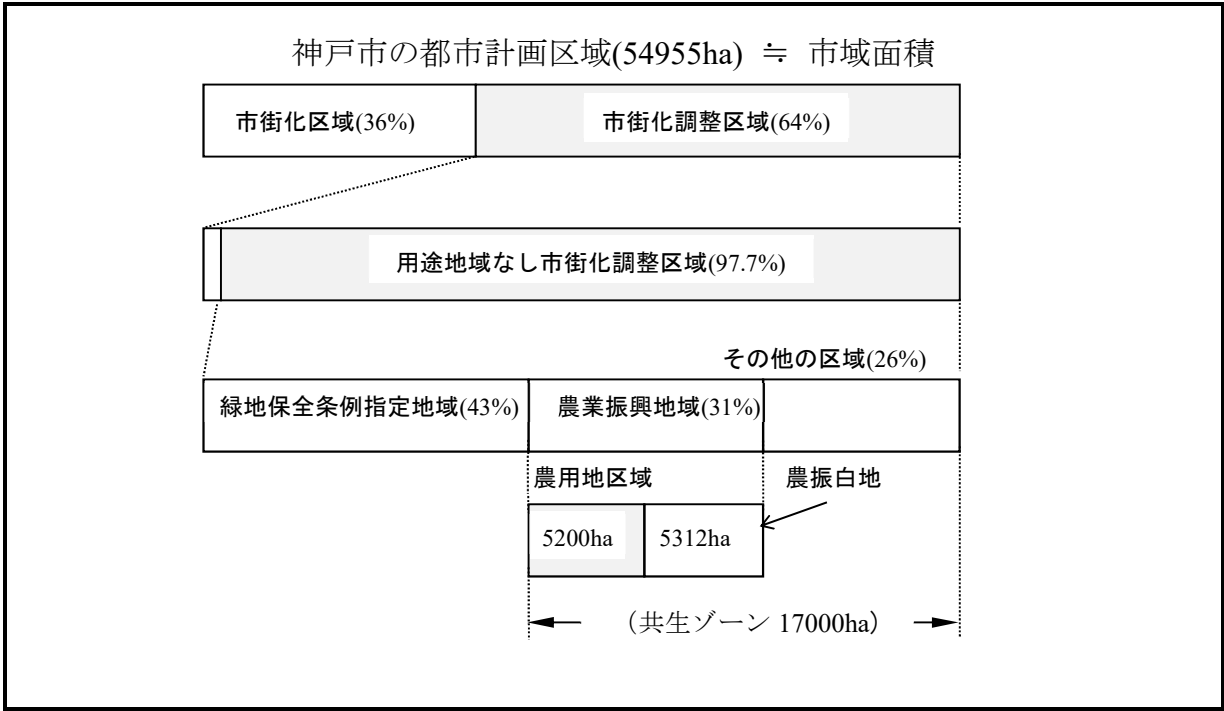 神戸市の都市計画区域(54955ha) ≒ 市域面積
市街化区域(36%)
市街化調整区域(64%)
用途地域なし市街化調整区域(97.7%)
その他の区域(26%)
緑地保全条例指定地域(43%)
農業振興地域(31%)
農用地区域
農振白地
5200ha
5312ha
（共生ゾーン 17000ha）